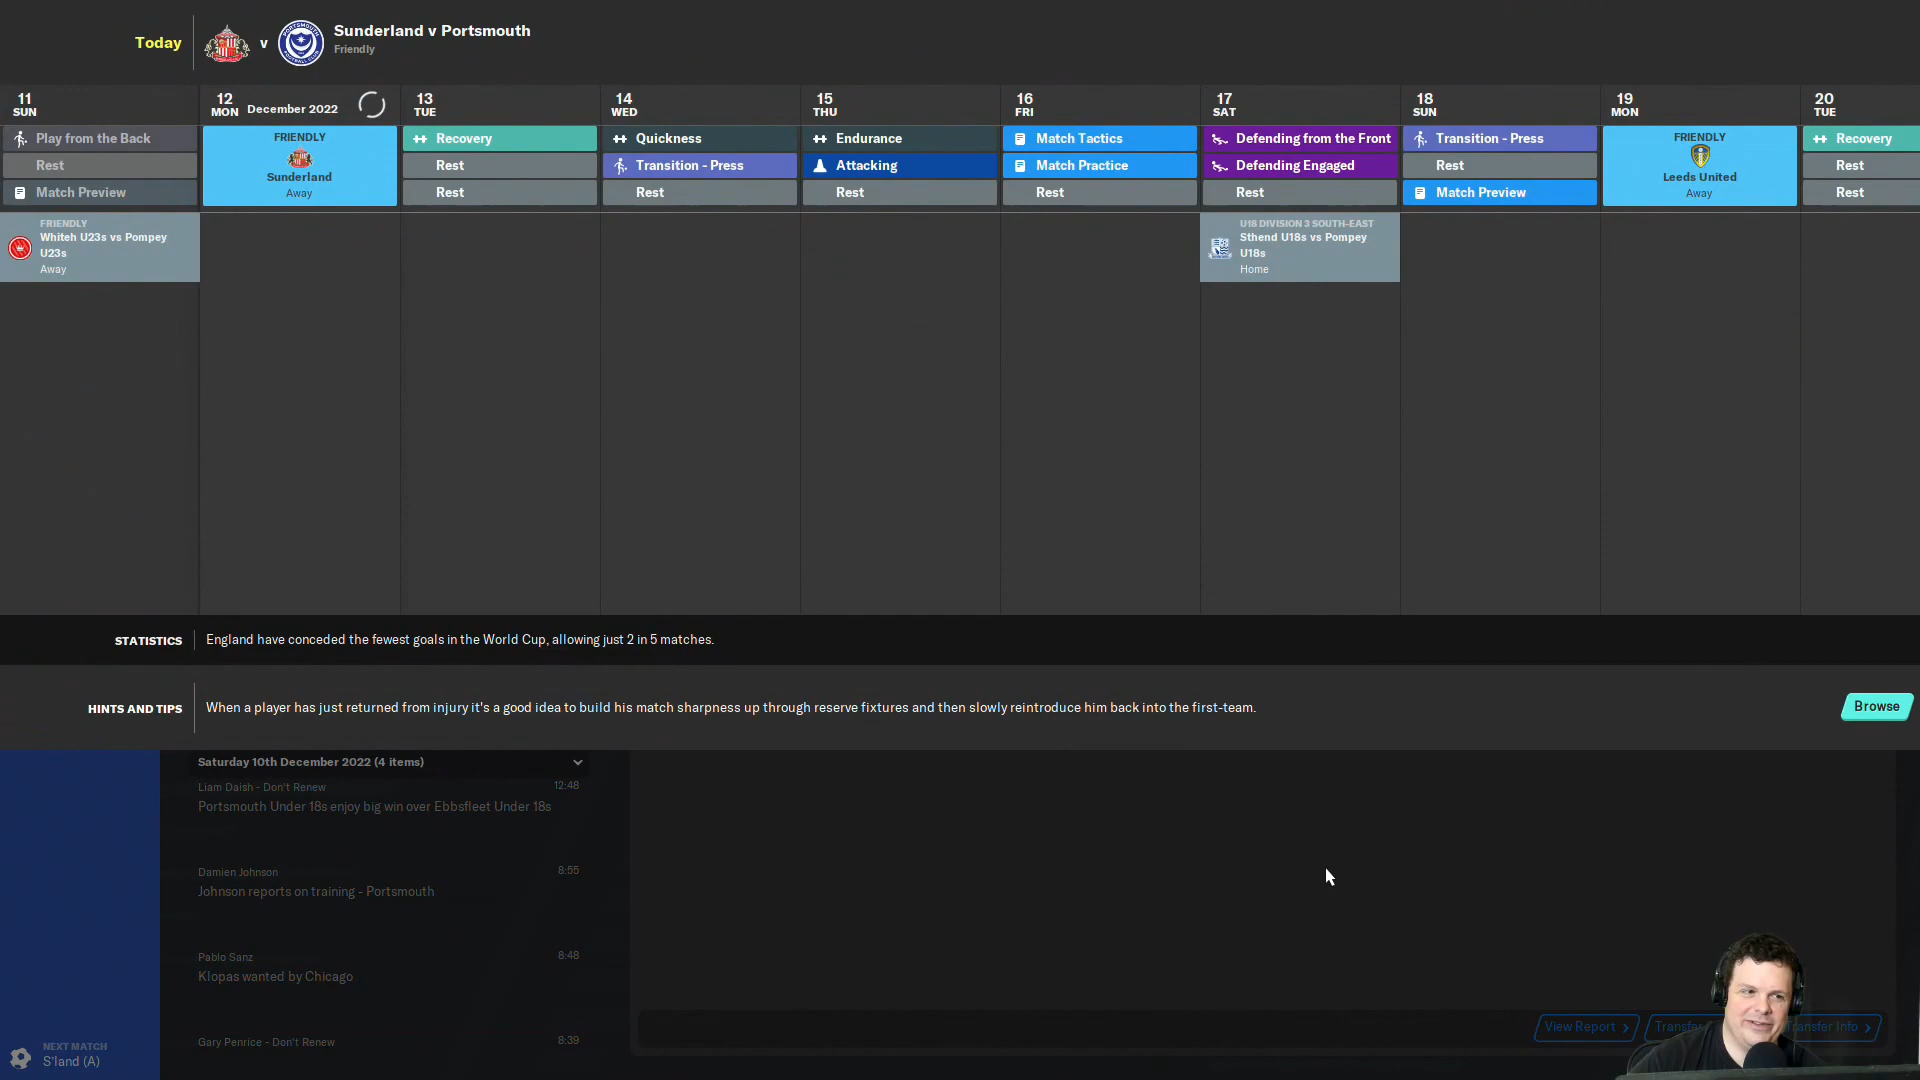 Today
v
Sunderland v Portsmouth
Friendly
11
SUN
12
MON
December 2022
13
TUE
14
WED
15
THU
16
FRI
17
SAT
18
SUN
19
MON
20
TUE
Play from the Back
Rest
Match Preview
FRIENDLY
Sunderland
Away
Recovery
Rest
Rest
Quickness
Transition - Press
Rest
Endurance
Attacking
Rest
Match Tactics
Match Practice
Rest
Defending from the Front
Defending Engaged
Rest
Transition - Press
Rest
Match Preview
FRIENDLY
Leeds United
Away
Recovery
Rest
Rest
FRIENDLY
Whiteh U23s vs Pompey
U23s
Away
U18 DIVISION 3 SOUTH-EAST
Sthend U18s vs Pompey
U18s
Home
STATISTICS
England have conceded the fewest goals in the World Cup, allowing just 2 in 5 matches.
HINTS AND TIPS
When a player has just returned from injury it's a good idea to build his match sharpness up through reserve fixtures and then slowly reintroduce him back into the first-team.
Browse
Saturday 10th December 2022 (4 items)
Liam Daish - Don't Renew
12:48
Portsmouth Under 18s enjoy big win over Ebbsfleet Under 18s
Damien Johnson
8:55
Johnson reports on training - Portsmouth
Pablo Sanz
8:48
Klopas wanted by Chicago
Gary Penrice - Don't Renew
8:39
View Report
Transfer
Transfer Info
NEXT MATCH
S'land (A)